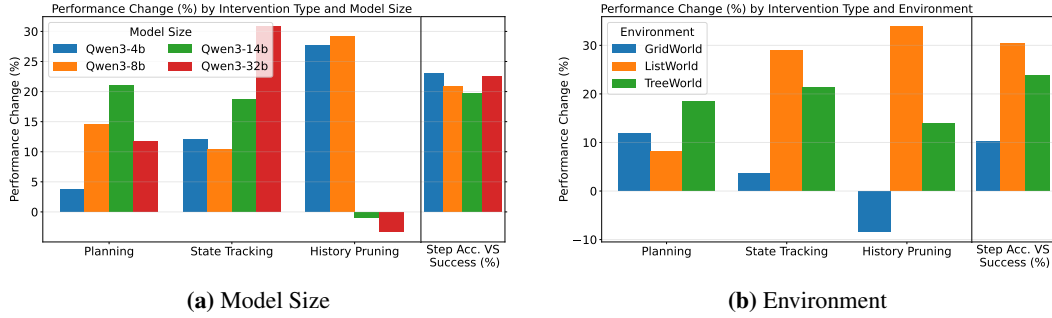 Performance Change (%) by Intervention Type and Model Size
Performance Change (%)
30
25
20
15
10
5
0
Model Size
Qwen3-4b
Qwen3-8b
Qwen3-14b
Qwen3-32b
Planning
State Tracking
History Pruning
Step Acc. VS
Success (%)
(a) Model Size
Performance Change (%) by Intervention Type and Environment
Performance Change (%)
30
20
10
0
−10
Environment
GridWorld
ListWorld
TreeWorld
Planning
State Tracking
History Pruning
Step Acc. VS
Success (%)
(b) Environment